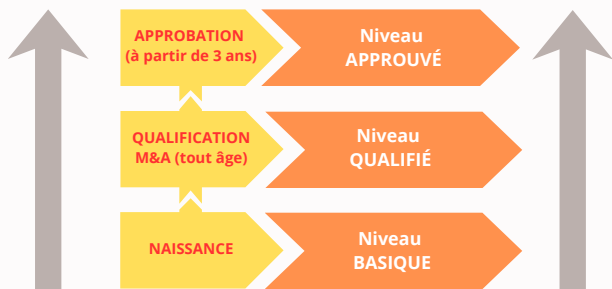 APPROBATION
(à partir de 3 ans)
Niveau
APPROUVÉ
QUALIFICATION
M&A (tout âge)
Niveau
QUALIFIÉ
NAISSANCE
Niveau
BASIQUE